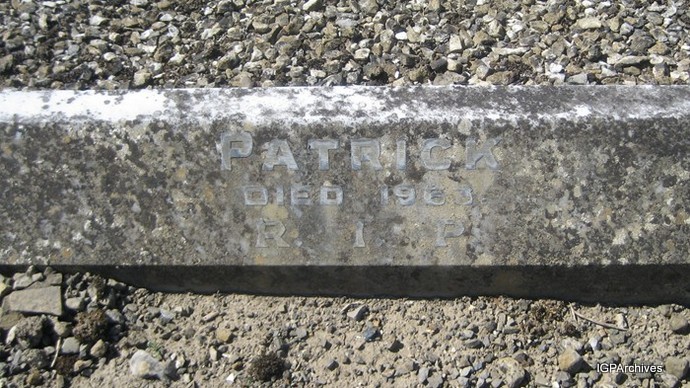 PATRICK
DIED 1963.
R. I. P.
IGPArchives